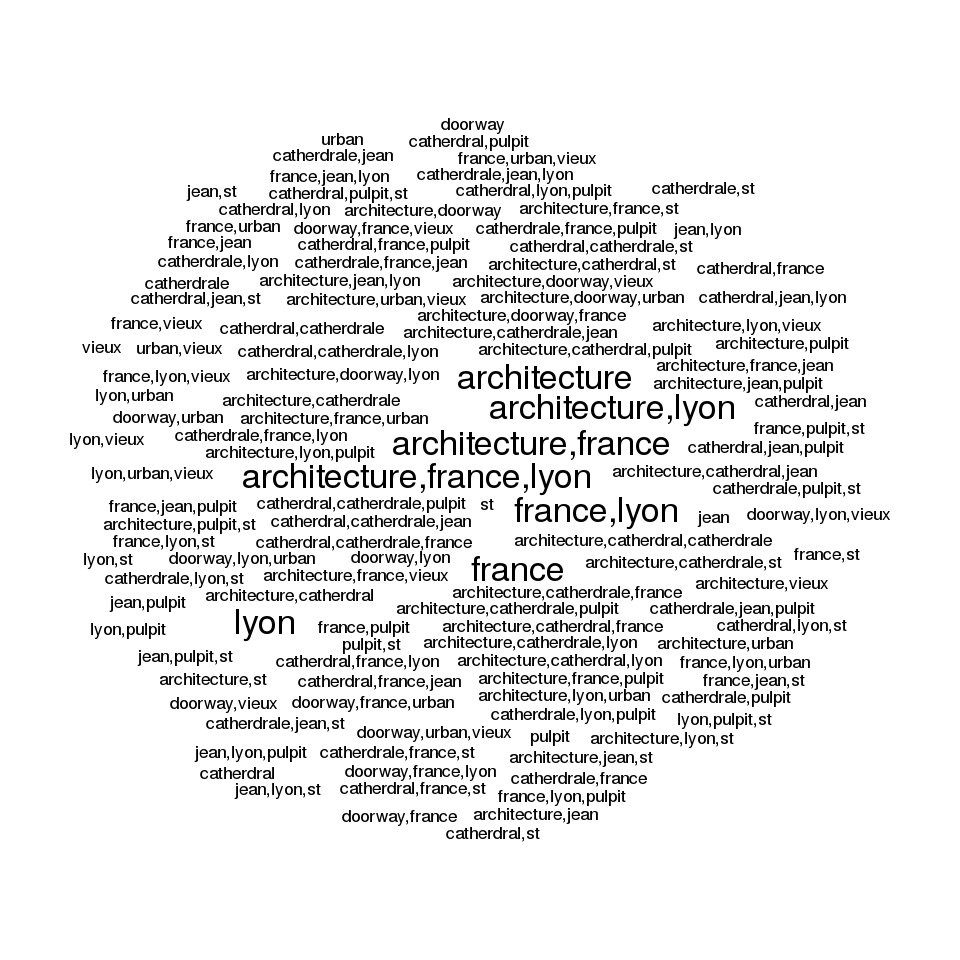 doorway
urban catherdral,pulpit
catherdrale,jean france,urban,vieux
france,jean,lyon catherdrale,jean,lyon
jean,st catherdral,pulpit,st catherdral,lyon,pulpit catherdrale,st
catherdral,lyon architecture,doorway architecture,france,st
france,urban doorway,france,vieux catherdrale,france,pulpit jean,lyon
france,jean catherdral,france,pulpit catherdral,catherdrale,st
catherdrale,lyon catherdrale,france,jean architecture,catherdral,st catherdral,france
catherdrale architecture,jean,lyon architecture,doorway,vieux
catherdral,jean,st architecture,urban,vieux architecture,doorway,urban catherdral,jean,lyon
architecture,doorway,france
france,vieux catherdral,catherdrale architecture,catherdrale,jean architecture,lyon,vieux
vieux urban,vieux catherdral,catherdrale,lyon architecture,catherdral,pulpit architecture,pulpit
france,lyon,vieux architecture,doorway,lyon architecture architecture,france,jean
architecture,jean,pulpit
lyon,urban architecture,catherdrale architecture,lyon catherdral,jean
doorway,urban architecture,france,urban france,pulpit,st
lyon,vieux catherdrale,france,lyon architecture,france catherdral,jean,pulpit
architecture,lyon,pulpit
lyon,urban,vieux architecture,france,lyon architecture,catherdral,jean
catherdrale,pulpit,st
france,jean,pulpit catherdral,catherdrale,pulpit st france,lyon jean doorway,lyon,vieux
architecture,pulpit,st catherdral,catherdrale,jean
france,lyon,st catherdral,catherdrale,france architecture,catherdral,catherdrale
lyon,st doorway,lyon,urban doorway,lyon architecture,catherdrale,st france,st
catherdrale,lyon,st architecture,france,vieux france architecture,vieux
jean,pulpit architecture,catherdral architecture,catherdrale,france
architecture,catherdrale,pulpit catherdrale,jean,pulpit
lyon,pulpit lyon france,pulpit architecture,catherdral,france catherdral,lyon,st
pulpit,st architecture,catherdrale,lyon architecture,urban
jean,pulpit,st catherdral,france,lyon architecture,catherdral,lyon france,lyon,urban
architecture,st catherdral,france,jean architecture,france,pulpit france,jean,st
doorway,vieux doorway,france,urban architecture,lyon,urban catherdrale,pulpit
catherdrale,jean,st catherdrale,lyon,pulpit lyon,pulpit,st
doorway,urban,vieux pulpit architecture,lyon,st
jean,lyon,pulpit catherdrale,france,st architecture,jean,st
catherdral doorway,france,lyon catherdrale,france
jean,lyon,st catherdral,france,st france,lyon,pulpit
doorway,france architecture,jean
catherdral,st